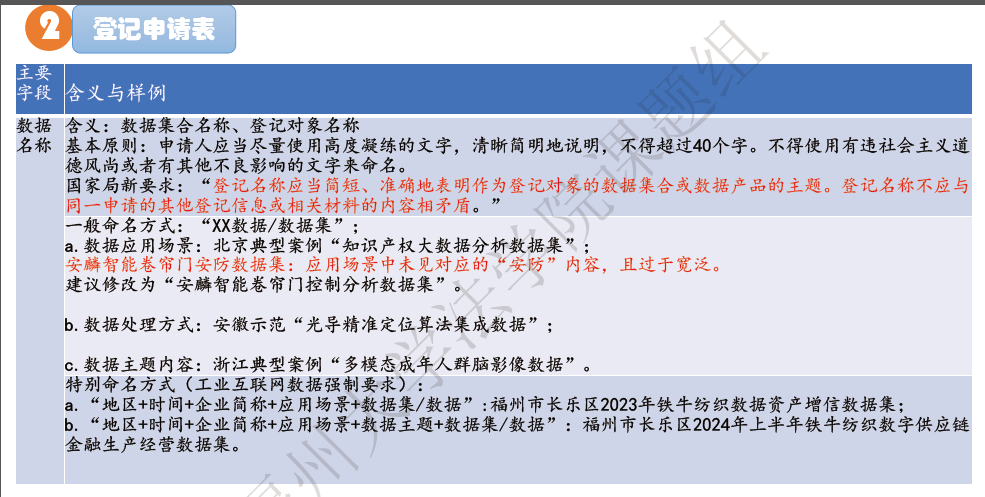 2 登记申请表
主要
字段
含义与样例
数据
名称
含义：数据集合名称、登记对象名称
基本原则：申请人应当尽量使用高度凝练的文字，清晰简明地说明，不得超过40个字。不得使用有违社会主义道
德风尚或者有其他不良影响的文字来命名。
国家局新要求：“登记名称应当简短、准确地表明作为登记对象的数据集合或数据产品的主题。登记名称不应与
同一申请的其他登记信息或相关材料的内容相矛盾。”
一般命名方式：“XX数据/数据集”；
a.数据应用场景：北京典型案例“知识产权大数据分析数据集”；
安麟智能卷帘门安防数据集：应用场景中未见对应的“安防”内容，且过于宽泛。
建议修改为“安麟智能卷帘门控制分析数据集”。
b.数据处理方式：安徽示范“光导精准定位算法集成数据”；
c.数据主题内容：浙江典型案例“多模态成年人群脑影像数据”。
特别命名方式（工业互联网数据强制要求）：
a.“地区+时间+企业简称+应用场景+数据集/数据”:福州市长乐区2023年铁牛纺织数据资产增信数据集；
b.“地区+时间+企业简称+应用场景+数据主题+数据集/数据”：福州市长乐区2024年上半年铁牛纺织数字供应链
金融生产经营数据集。
福州大学法学院课题组